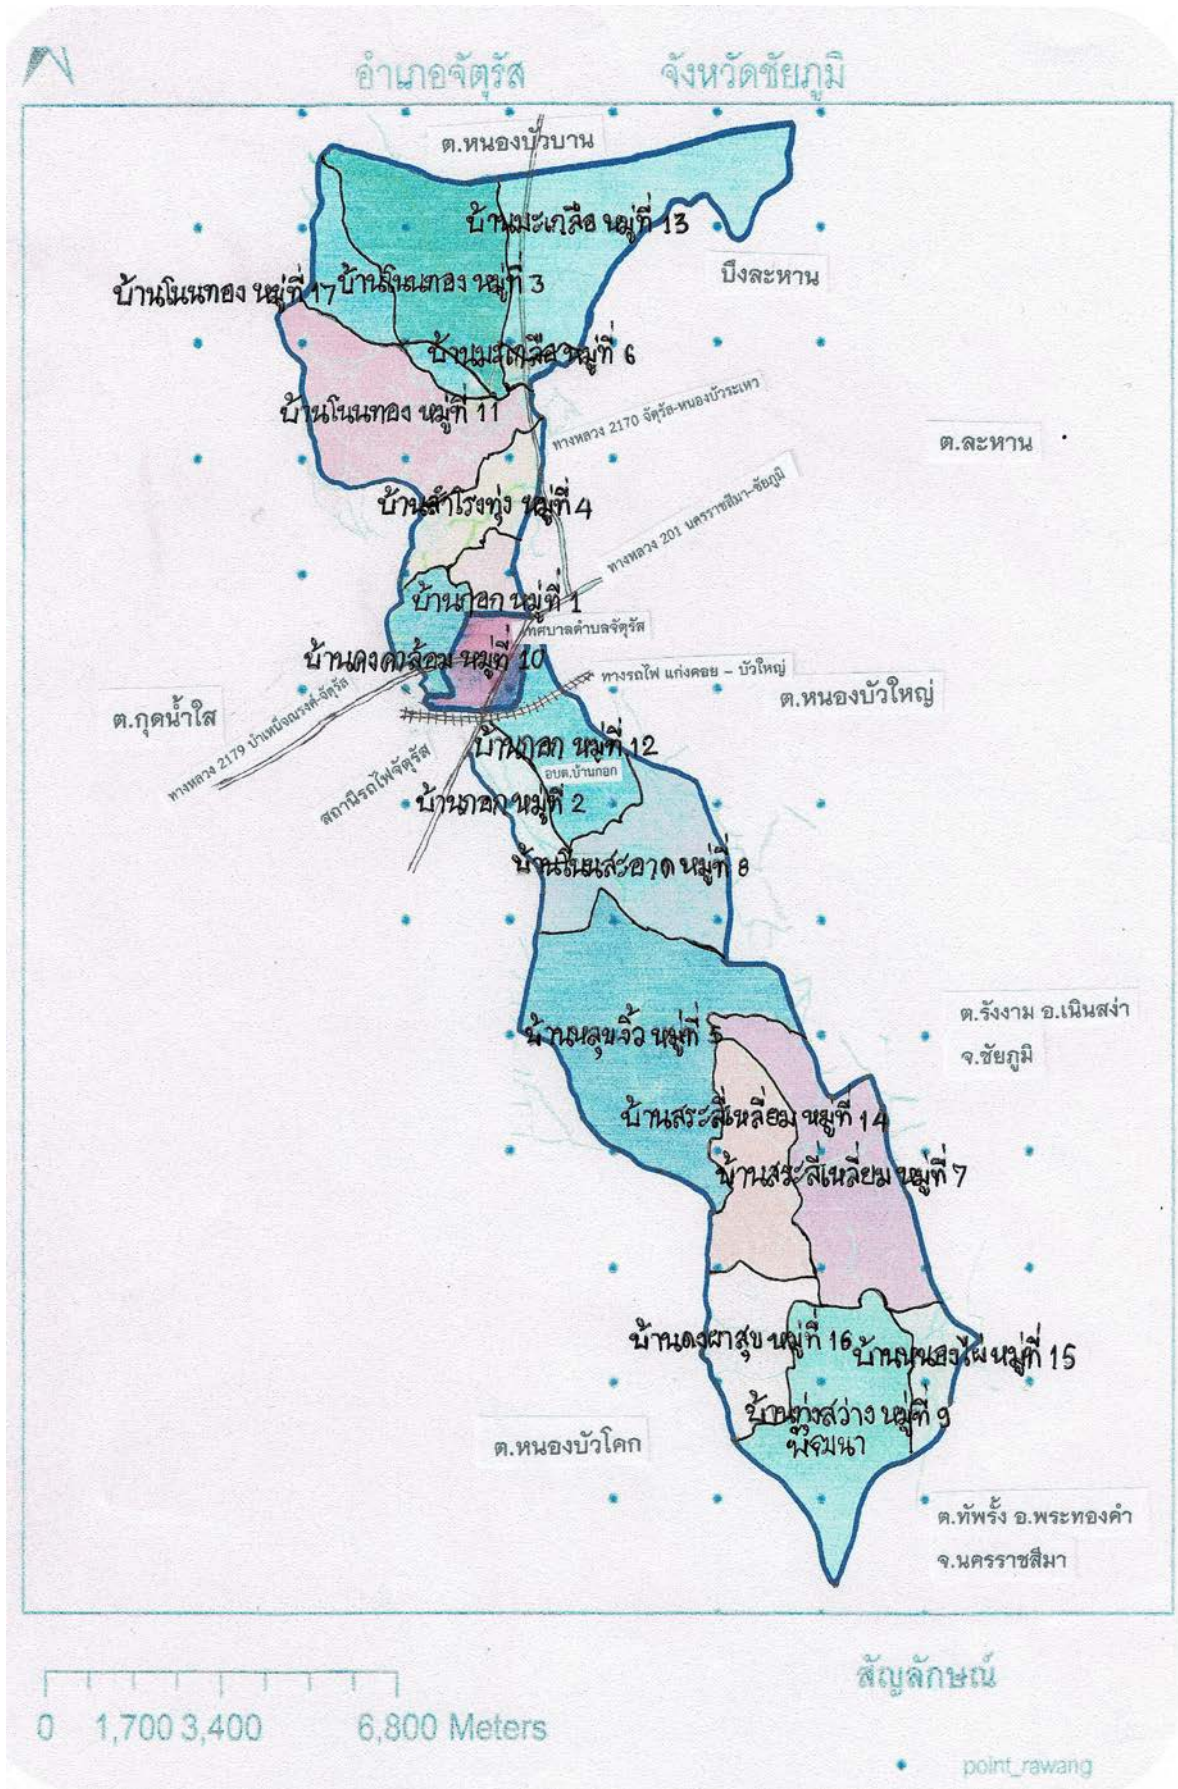 อำเภอจัตุรัส จังหวัดชัยภูมิ
ต.หนองบัวบาน
บ้านมะเกลือ หมู่ที่ 13
บึงละหาน
บ้านโนนทอง หมู่ที่ 17
บ้านโนนทอง หมู่ที่ 3
บ้านมะเกลือ หมู่ที่ 6
บ้านโนนทอง หมู่ที่ 11
ทางหลวง 2170 จัตุรัส-หนองบัวระเหว
ต.ละหาน
บ้านสำโรงทุ่ง หมู่ที่ 4
ทางหลวง 201 นครราชสีมา-ชัยภูมิ
บ้านกอก หมู่ที่ 1
เทศบาลตำบลจัตุรัส
บ้านคงคาล้อม หมู่ที่ 10
ทางรถไฟ แก่งคอย – บัวใหญ่
ต.หนองบัวใหญ่
ต.กุดน้ำใส
ทางหลวง 2179 บำเหน็จณรงค์-จัตุรัส
สถานีรถไฟจัตุรัส
บ้านกอก หมู่ที่ 12
อบต.บ้านกอก
บ้านกอก หมู่ที่ 2
บ้านโนนสะอาด หมู่ที่ 8
ต.รังงาม อ.เนินสง่า
จ.ชัยภูมิ
บ้านหลุบงิ้ว หมู่ที่ 5
บ้านสระสี่เหลี่ยม หมู่ที่ 14
บ้านสระสี่เหลี่ยม หมู่ที่ 7
บ้านดงผาสุข หมู่ที่ 16
บ้านหนองไผ่ หมู่ที่ 15
บ้านทุ่งสว่าง หมู่ที่ 9
พัฒนา
ต.หนองบัวโคก
ต.ทัพรั้ง อ.พระทองคำ
จ.นครราชสีมา
สัญลักษณ์
0 1,700 3,400 6,800 Meters
point_rawang